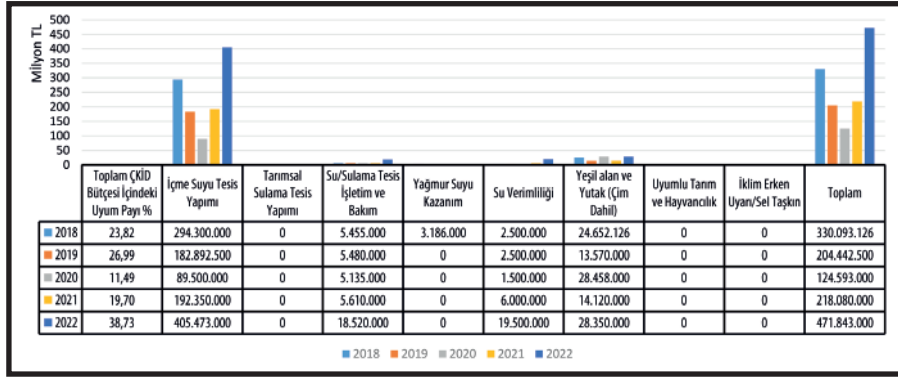 Milyon TL
500
450
400
350
300
250
200
150
100
50
0
Toplam ÇKİD Bütçesi İçindeki Uyum Payı % İçme Suyu Tesis Yapımı Tarımsal Sulama Tesis Yapımı Su/Sulama Tesis İşletim ve Bakım Yağmur Suyu Kazanım Su Verimliliği Yeşil alan ve Yutak (Çim Dahil) Uyumlu Tarım ve Hayvancılık İklim Erken Uyarı/Sel Taşkın Toplam
2018 23,82 294.300.000 0 5.455.000 3.186.000 2.500.000 24.652.126 0 0 330.093.126
2019 26,99 182.892.500 0 5.480.000 0 2.500.000 13.570.000 0 0 204.442.500
2020 11,49 89.500.000 0 5.135.000 0 1.500.000 28.458.000 0 0 124.593.000
2021 19,70 192.350.000 0 5.610.000 0 6.000.000 14.120.000 0 0 218.080.000
2022 38,73 405.473.000 0 18.520.000 0 19.500.000 28.350.000 0 0 471.843.000
2018 2019 2020 2021 2022